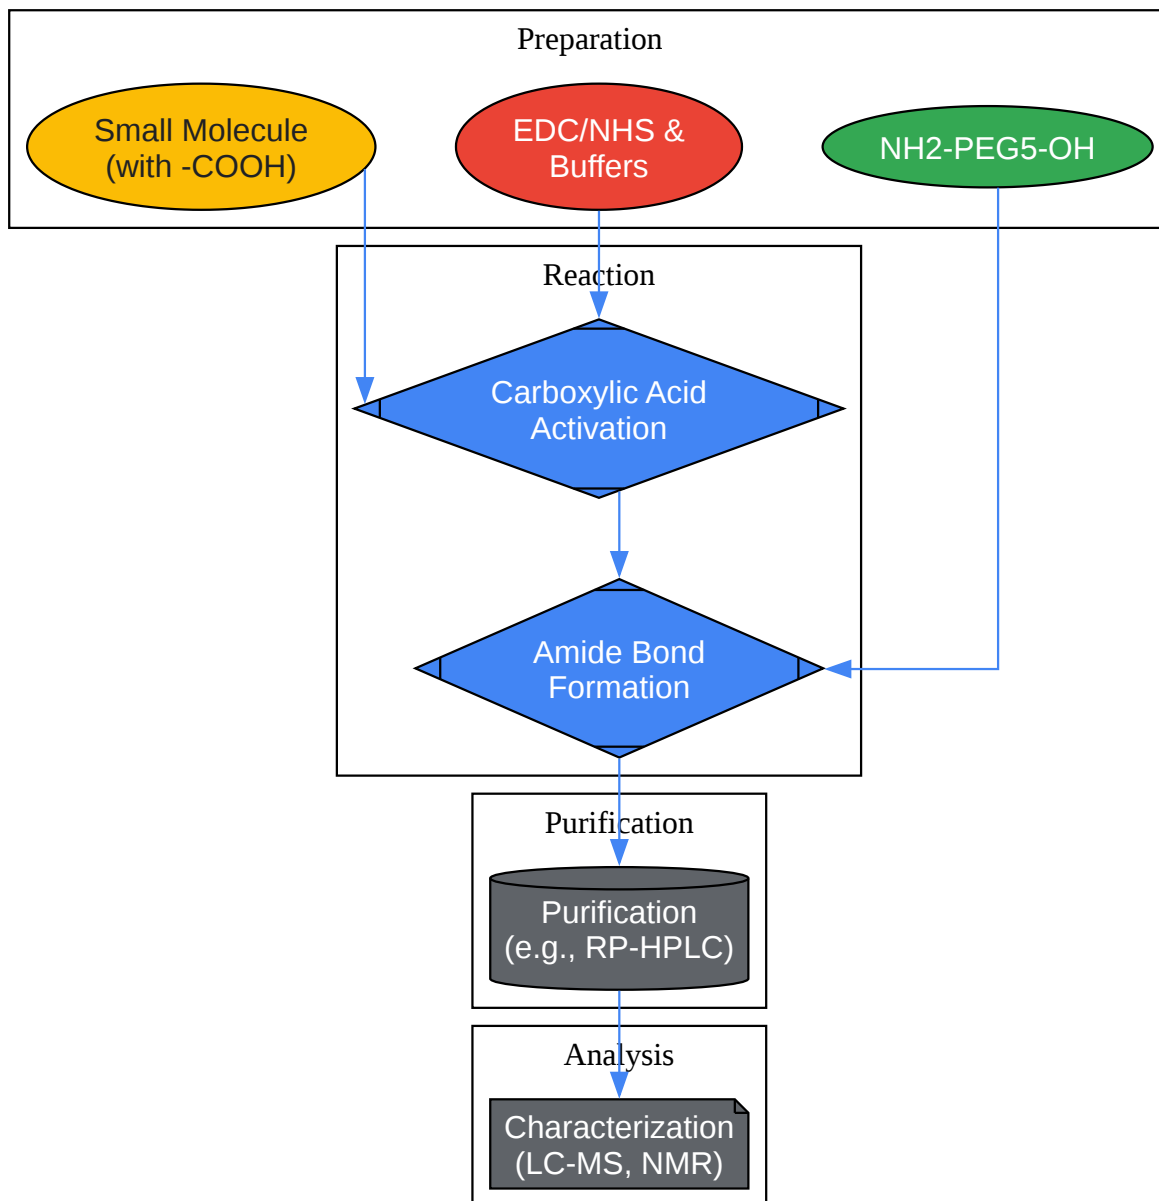 Preparation
Small Molecule
(with -COOH)
EDC/NHS &
Buffers
NH2-PEG5-OH
Reaction
Carboxylic Acid
Activation
Amide Bond
Formation
Purification
Purification
(e.g., RP-HPLC)
Analysis
Characterization
(LC-MS, NMR)